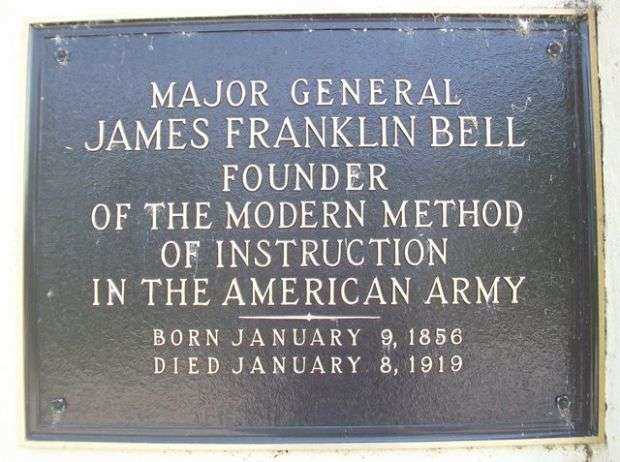 MAJOR GENERAL
JAMES FRANKLIN BELL
FOUNDER
OF THE MODERN METHOD
OF INSTRUCTION
IN THE AMERICAN ARMY
BORN JANUARY 9, 1856
DIED JANUARY 8, 1919